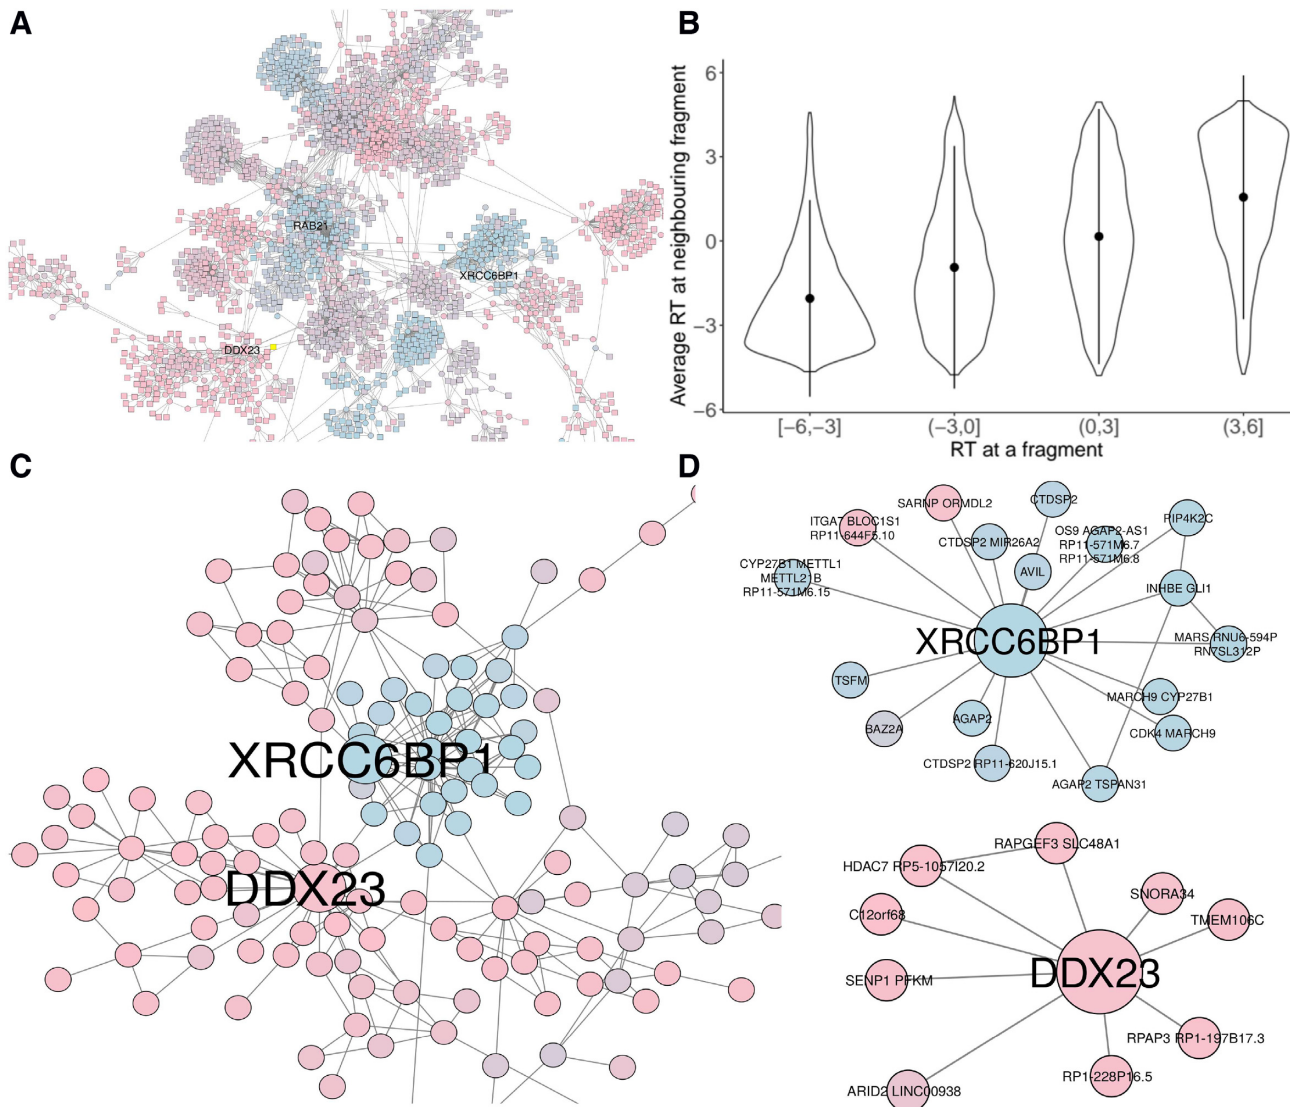 A
RAB21
XRCC6BP1
DDX23
B
Average RT at neighbouring fragment
6
3
0
−3
−6
[−6,−3]
(−3,0]
(0,3]
(3,6]
RT at a fragment
C
XRCC6BP1
DDX23
D
SARNP ORMDL2
CTDSP2
ITGA7 BLOC1S1
RP11-644F5.10
PIP4K2C
CTDSP2 MIR26A2
OS9 AGAP2-AS1
RP11-571M6.7
RP11-571M6.8
CYP27B1 METTL1
METTL21B
RP11-571M6.15
AVIL
INHBE GLI1
XRCC6BP1
MARS RNU6-594P
RN7SL312P
TSFM
MARCH9 CYP27B1
BAZ2A
AGAP2
CDK4 MARCH9
CTDSP2 RP11-620J15.1
AGAP2 TSPAN31
RAPGEF3 SLC48A1
HDAC7 RP5-1057I20.2
SNORA34
C12orf68
TMEM106C
DDX23
SENP1 PFKM
RPAP3 RP1-197B17.3
RP1-228P16.5
ARID2 LINC00938